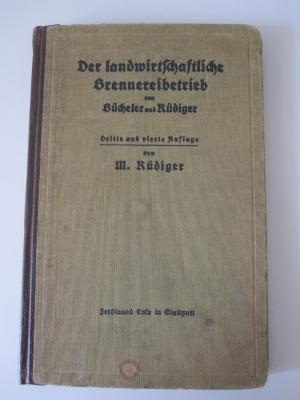 Der landwirtschaftliche
Brennereibetrieb
von
Bücheler und Rüdiger
Dritte und vierte Auflage
von
M. Rüdiger
Ferdinand Enke in Stuttgart